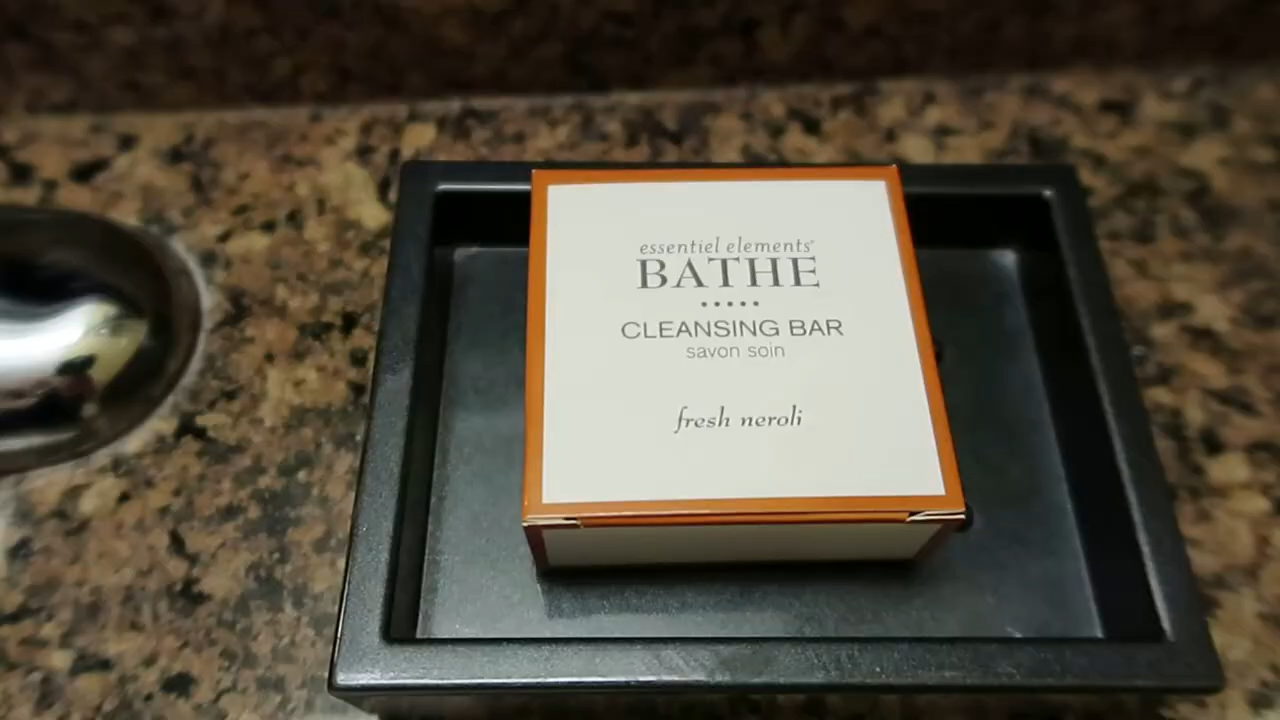 essentiel elements®
BATHE
•••••
CLEANSING BAR
savon soin
fresh neroli